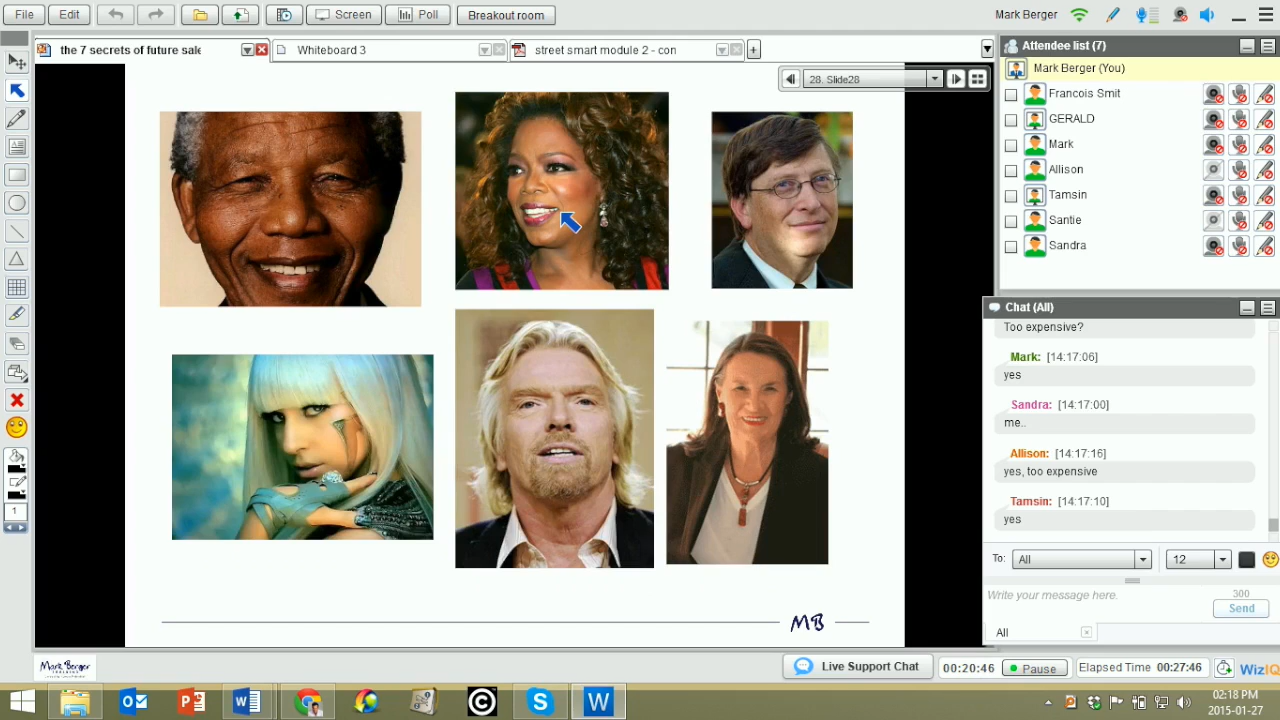 File
Edit
Screen
Poll
Breakout room
Mark Berger
the 7 secrets of future sale
Whiteboard 3
street smart module 2 - con
28. Slide28
Attendee list (7)
Mark Berger (You)
Francois Smit
GERALD
Mark
Allison
Tamsin
Santie
Sandra
Chat (All)
Too expensive?
Mark: [14:17:06]
yes
Sandra: [14:17:00]
me..
Allison: [14:17:16]
yes, too expensive
Tamsin: [14:17:10]
yes
To: All 12
Write your message here.
300
Send
All
1
MB
Mark Berger
Live Support Chat
00:20:46
Pause
Elapsed Time 00:27:46
WizIQ
02:18 PM
2015-01-27